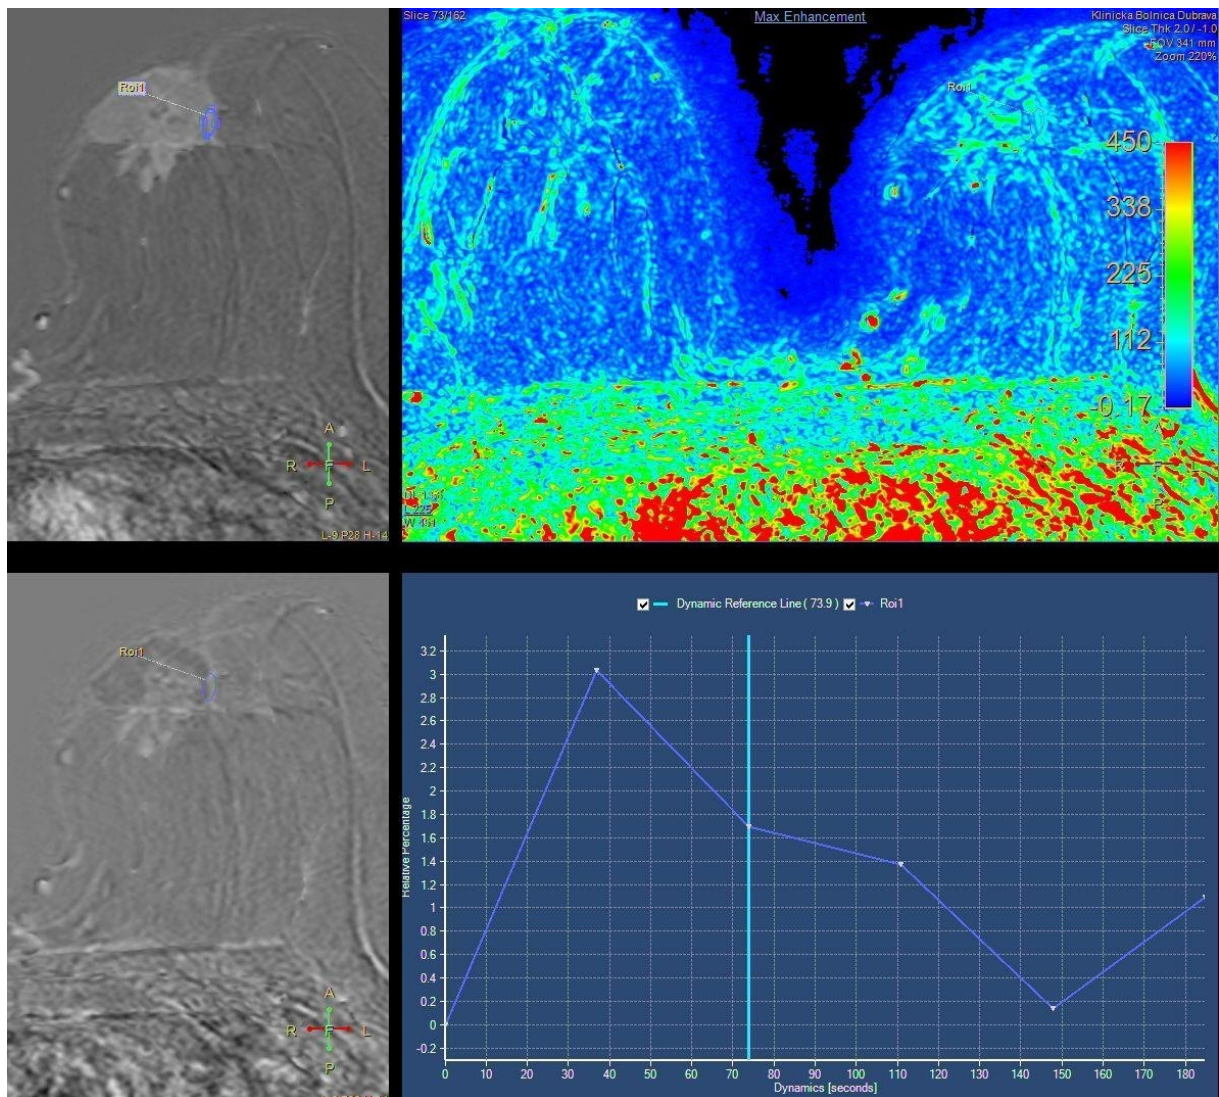 Roi1
A
R F L
P
L-9 P28 H-14
Slice 73/162
Max Enhancement
Klinicka Bolnica Dubrava
Slice Thk 2.0 / -1.0
FOV 341 mm
Zoom 220%
Roi1
450
338
225
112
-0.17
Roi1
A
R F L
P
Dynamic Reference Line ( 73.9 ) Roi1
Relative Percentage
3.2
3
2.8
2.6
2.4
2.2
2
1.8
1.6
1.4
1.2
1
0.8
0.6
0.4
0.2
0
-0.2
0 10 20 30 40 50 60 70 80 90 100 110 120 130 140 150 160 170 180
Dynamics [seconds]